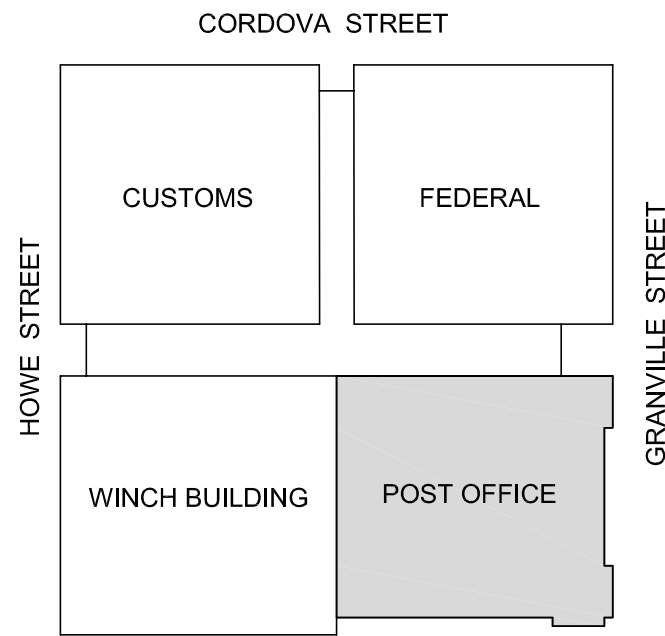 CORDOVA STREET
CUSTOMS
FEDERAL
HOWE STREET
GRANVILLE STREET
WINCH BUILDING
POST OFFICE